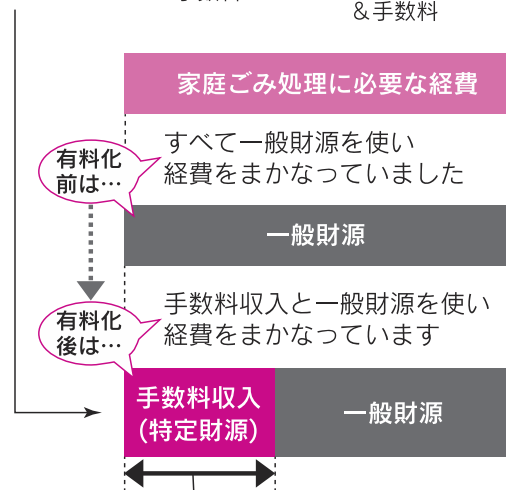 &手数料
家庭ごみ処理に必要な経費
有料化
前は…
すべて一般財源を使い
経費をまかなっていました
一般財源
有料化
後は…
手数料収入と一般財源を使い
経費をまかなっています
手数料収入
(特定財源)
一般財源